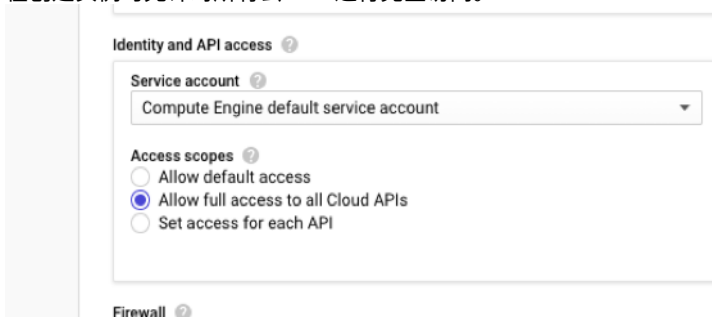 Identity and API access
Service account
Compute Engine default service account
Access scopes
Allow default access
Allow full access to all Cloud APIs
Set access for each API
Firewall